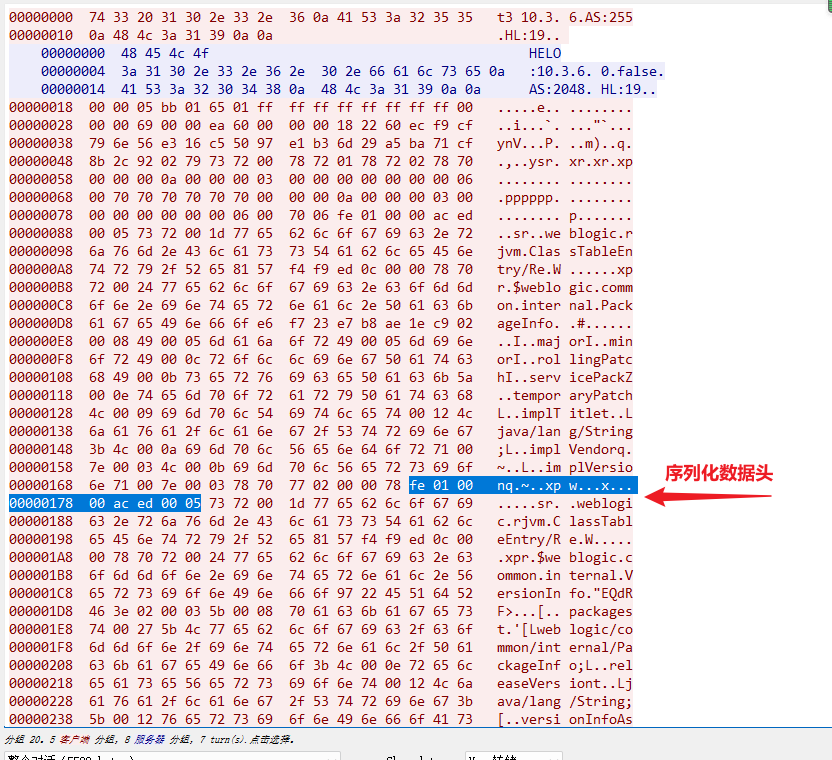 00000000 74 33 20 31 30 2e 33 2e 36 0a 41 53 3a 32 35 35 t3 10.3. 6.AS:255
00000010 0a 48 4c 3a 31 39 0a 0a .HL:19..
00000000 48 45 4c 4f HELO
00000004 3a 31 30 2e 33 2e 36 2e 30 2e 66 61 6c 73 65 0a :10.3.6. 0.false.
00000014 41 53 3a 32 30 34 38 0a 48 4c 3a 31 39 0a 0a AS:2048. HL:19..
00000018 00 00 05 bb 01 65 01 ff ff ff ff ff ff ff ff 00 .....e.. ........
00000028 00 00 69 00 00 ea 60 00 00 00 18 22 60 ec f9 cf ..i...`. ..."`...
00000038 79 6e 56 e3 16 c5 50 97 e1 b3 6d 29 a5 ba 71 cf ynV...P. ..m)..q.
00000048 8b 2c 92 02 79 73 72 00 78 72 01 78 72 02 78 70 .,..ysr. xr.xr.xp
00000058 00 00 00 0a 00 00 00 03 00 00 00 00 00 00 00 06 ........ ........
00000068 00 70 70 70 70 70 70 00 00 00 0a 00 00 00 03 00 .pppppp. ........
00000078 00 00 00 00 00 00 06 00 70 06 fe 01 00 00 ac ed ........ p.......
00000088 00 05 73 72 00 1d 77 65 62 6c 6f 67 69 63 2e 72 ..sr..we blogic.r
00000098 6a 76 6d 2e 43 6c 61 73 73 54 61 62 6c 65 45 6e jvm.Clas sTableEn
000000A8 74 72 79 2f 52 65 81 57 f4 f9 ed 0c 00 00 78 70 try/Re.W ......xp
000000B8 72 00 24 77 65 62 6c 6f 67 69 63 2e 63 6f 6d 6d r.$weblo gic.comm
000000C8 6f 6e 2e 69 6e 74 65 72 6e 61 6c 2e 50 61 63 6b on.inter nal.Pack
000000D8 61 67 65 49 6e 66 6f e6 f7 23 e7 b8 ae 1e c9 02 ageInfo. .#......
000000E8 00 08 49 00 05 6d 61 6a 6f 72 49 00 05 6d 69 6e ..I..maj orI..min
000000F8 6f 72 49 00 0c 72 6f 6c 6c 69 6e 67 50 61 74 63 orI..rol lingPatc
00000108 68 49 00 0b 73 65 72 76 69 63 65 50 61 63 6b 5a hI..serv icePackZ
00000118 00 0e 74 65 6d 70 6f 72 61 72 79 50 61 74 63 68 ..tempor aryPatch
00000128 4c 00 09 69 6d 70 6c 54 69 74 6c 65 74 00 12 4c L..implT itlet..L
00000138 6a 61 76 61 2f 6c 61 6e 67 2f 53 74 72 69 6e 67 java/lan g/String
00000148 3b 4c 00 0a 69 6d 70 6c 56 65 6e 64 6f 72 71 00 ;L..impl Vendorq.
00000158 7e 00 03 4c 00 0b 69 6d 70 6c 56 65 72 73 69 6f ~..L..im plVersio
00000168 6e 71 00 7e 00 03 78 70 77 02 00 00 78 fe 01 00 nq.~..xp w...x...
00000178 00 ac ed 00 05 73 72 00 1d 77 65 62 6c 6f 67 69 .....sr. .weblogi
00000188 63 2e 72 6a 76 6d 2e 43 6c 61 73 73 54 61 62 6c c.rjvm.C lassTabl
00000198 65 45 6e 74 72 79 2f 52 65 81 57 f4 f9 ed 0c 00 eEntry/R e.W.....
000001A8 00 78 70 72 00 24 77 65 62 6c 6f 67 69 63 2e 63 .xpr.$we blogic.c
000001B8 6f 6d 6d 6f 6e 2e 69 6e 74 65 72 6e 61 6c 2e 56 ommon.in ternal.V
000001C8 65 72 73 69 6f 6e 49 6e 66 6f 97 22 45 51 64 52 ersionIn fo."EQdR
000001D8 46 3e 02 00 03 5b 00 08 70 61 63 6b 61 67 65 73 F>...[.. packages
000001E8 74 00 27 5b 4c 77 65 62 6c 6f 67 69 63 2f 63 6f t.'[Lweb logic/co
000001F8 6d 6d 6f 6e 2f 69 6e 74 65 72 6e 61 6c 2f 50 61 mmon/int ernal/Pa
00000208 63 6b 61 67 65 49 6e 66 6f 3b 4c 00 0e 72 65 6c ckageInf o;L..rel
00000218 65 61 73 65 56 65 72 73 69 6f 6e 74 00 12 4c 6a easeVers iont..Lj
00000228 61 76 61 2f 6c 61 6e 67 2f 53 74 72 69 6e 67 3b ava/lang /String;
00000238 5b 00 12 76 65 72 73 69 6f 6e 49 6e 66 6f 41 73 [..versi onInfoAs
序列化数据头
分组 20。5 客户端 分组, 8 服务器 分组, 7 turn(s).点击选择。